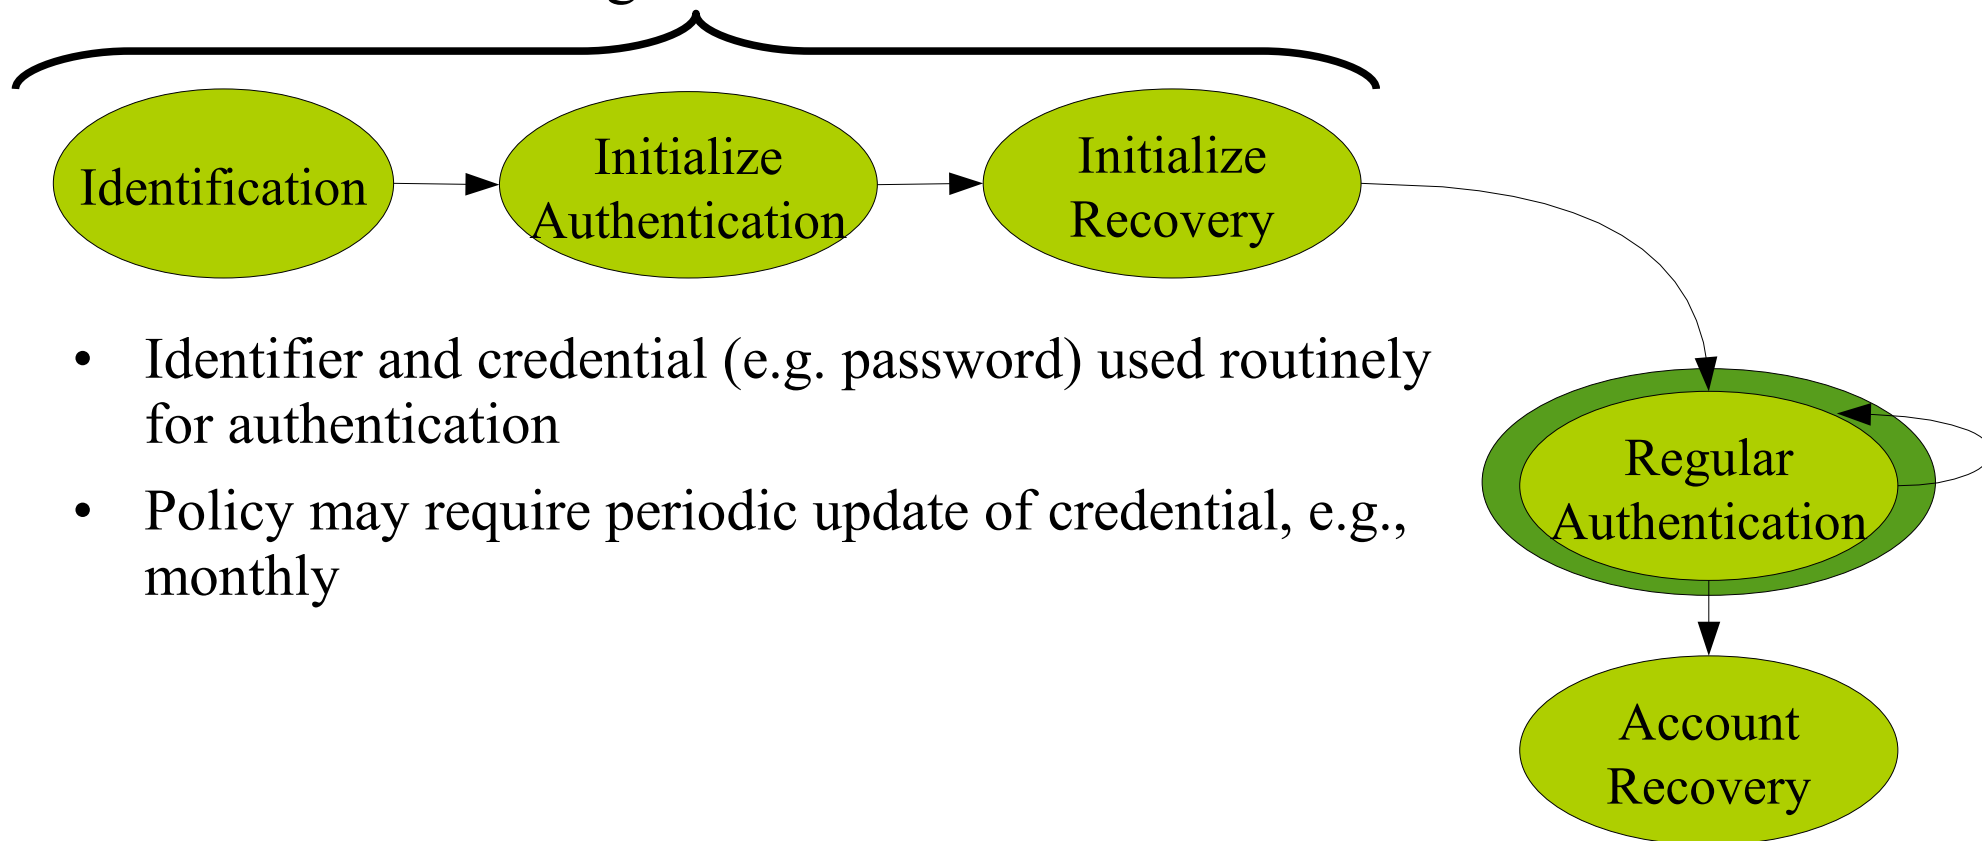 Identification
Initialize
Authentication
Initialize
Recovery
• Identifier and credential (e.g. password) used routinely
for authentication
• Policy may require periodic update of credential, e.g.,
monthly
Regular
Authentication
Account
Recovery